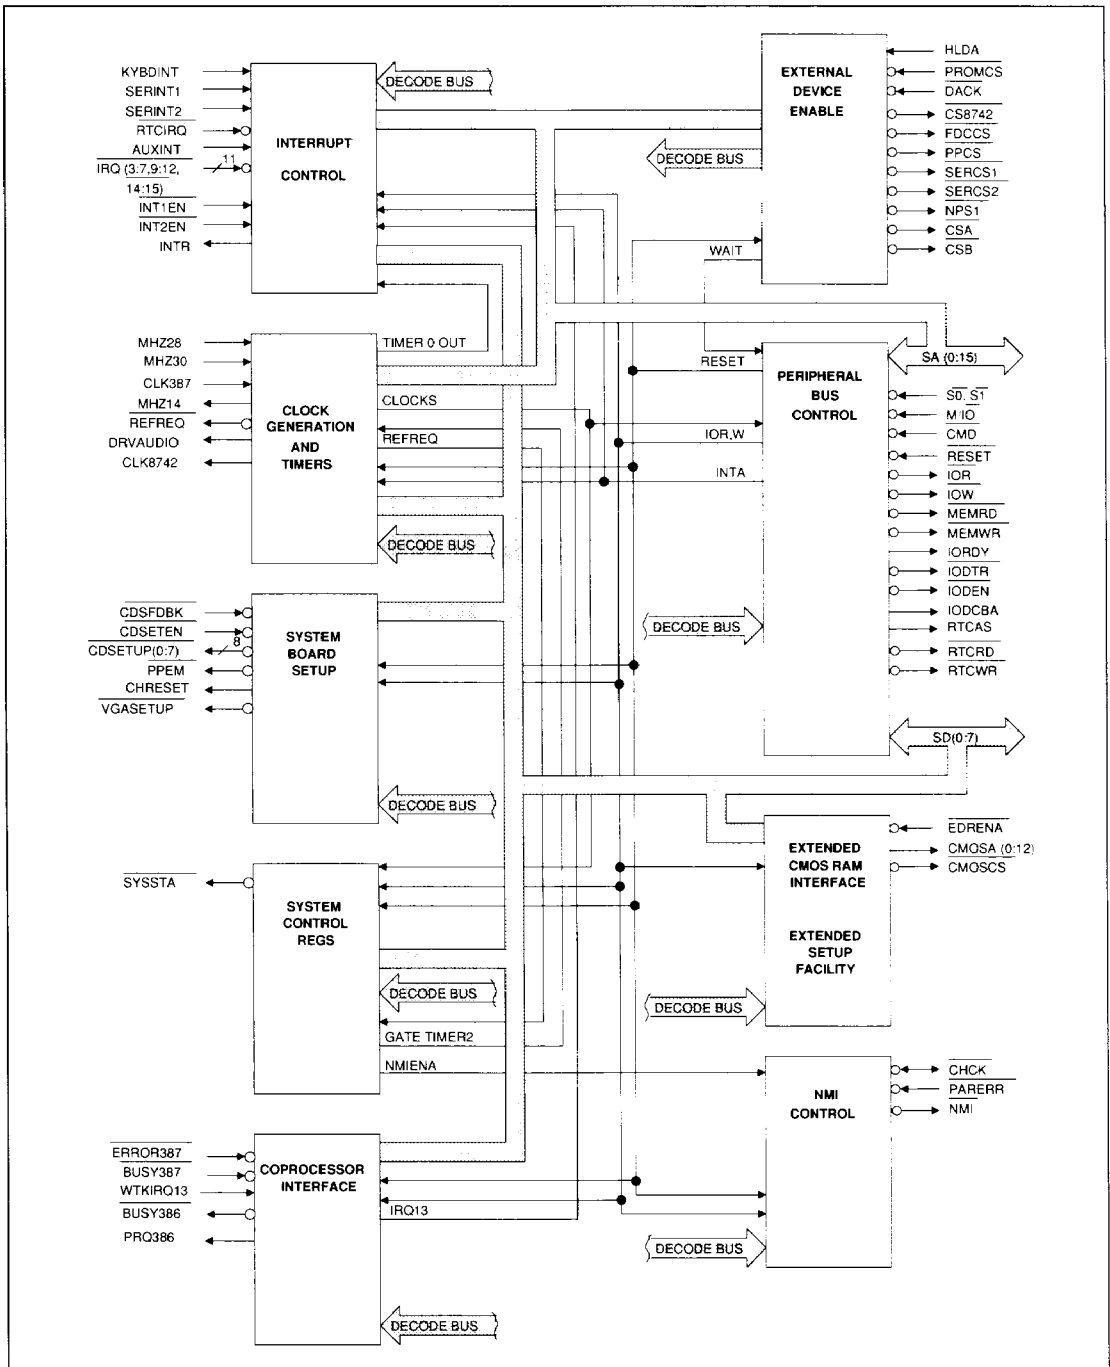 KYBDINT
SERINT1
SERINT2
RTCIRQ
AUXINT
IRQ (3:7,9:12,
14:15)
11
INT1EN
INT2EN
INTR
INTERRUPT
CONTROL
DECODE BUS
EXTERNAL
DEVICE
ENABLE
DECODE BUS
WAIT
HLDA
PROMCS
DACK
CS8742
FDCCS
PPCS
SERCS1
SERCS2
NPS1
CSA
CSB
MHZ28
MHZ30
CLK387
MHZ14
REFREQ
DRVAUDIO
CLK8742
CLOCK
GENERATION
AND
TIMERS
TIMER 0 OUT
CLOCKS
REFREQ
DECODE BUS
RESET
IOR,W
INTA
PERIPHERAL
BUS
CONTROL
DECODE BUS
SA (0:15)
S0, S1
M/IO
CMD
RESET
IOR
IOW
MEMRD
MEMWR
IORDY
IODTR
IODEN
IODCBA
RTCAS
RTCRD
RTCWR
SD(0:7)
CDSFDBK
CDSETEN
8
CDSETUP(0:7)
PPEM
CHRESET
VGASETUP
SYSTEM
BOARD
SETUP
DECODE BUS
EXTENDED
CMOS RAM
INTERFACE
EXTENDED
SETUP
FACILITY
DECODE BUS
EDRENA
CMOSA (0:12)
CMOSCS
SYSSTA
SYSTEM
CONTROL
REGS
DECODE BUS
GATE TIMER2
NMIENA
NMI
CONTROL
DECODE BUS
CHCK
PARERR
NMI
ERROR387
BUSY387
WTKIRQ13
BUSY386
PRQ386
COPROCESSOR
INTERFACE
IRQ13
DECODE BUS